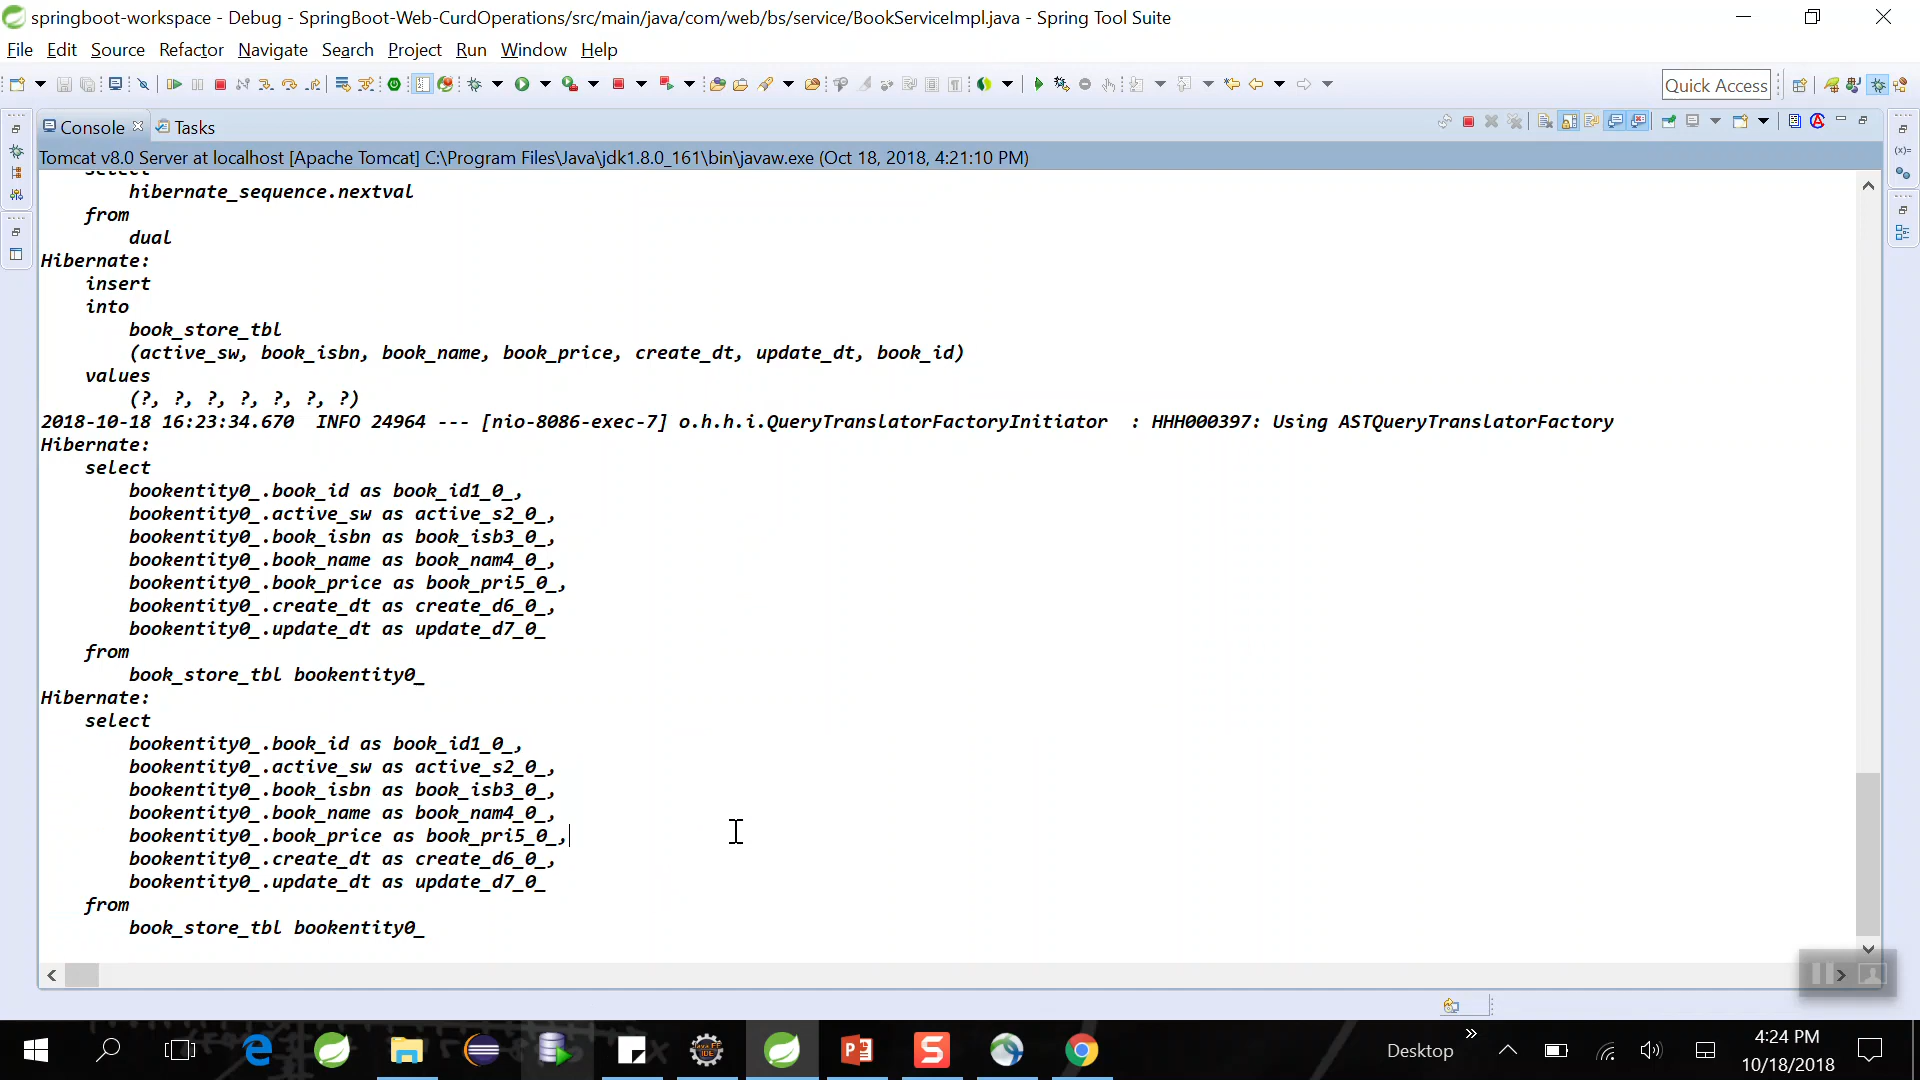 springboot-workspace - Debug - SpringBoot-Web-CurdOperations/src/main/java/com/web/bs/service/BookServiceImpl.java - Spring Tool Suite
File Edit Source Refactor Navigate Search Project Run Window Help
Quick Access
Console Tasks
Tomcat v8.0 Server at localhost [Apache Tomcat] C:\Program Files\Java\jdk1.8.0_161\bin\javaw.exe (Oct 18, 2018, 4:21:10 PM)
select
hibernate_sequence.nextval
from
dual
Hibernate:
insert
into
book_store_tbl
(active_sw, book_isbn, book_name, book_price, create_dt, update_dt, book_id)
values
(?, ?, ?, ?, ?, ?, ?)
2018-10-18 16:23:34.670  INFO 24964 --- [nio-8086-exec-7] o.h.h.i.QueryTranslatorFactoryInitiator  : HHH000397: Using ASTQueryTranslatorFactory
Hibernate:
select
bookentity0_.book_id as book_id1_0_,
bookentity0_.active_sw as active_s2_0_,
bookentity0_.book_isbn as book_isb3_0_,
bookentity0_.book_name as book_nam4_0_,
bookentity0_.book_price as book_pri5_0_,
bookentity0_.create_dt as create_d6_0_,
bookentity0_.update_dt as update_d7_0_
from
book_store_tbl bookentity0_
Hibernate:
select
bookentity0_.book_id as book_id1_0_,
bookentity0_.active_sw as active_s2_0_,
bookentity0_.book_isbn as book_isb3_0_,
bookentity0_.book_name as book_nam4_0_,
bookentity0_.book_price as book_pri5_0_,
bookentity0_.create_dt as create_d6_0_,
bookentity0_.update_dt as update_d7_0_
from
book_store_tbl bookentity0_
Desktop
4:24 PM
10/18/2018